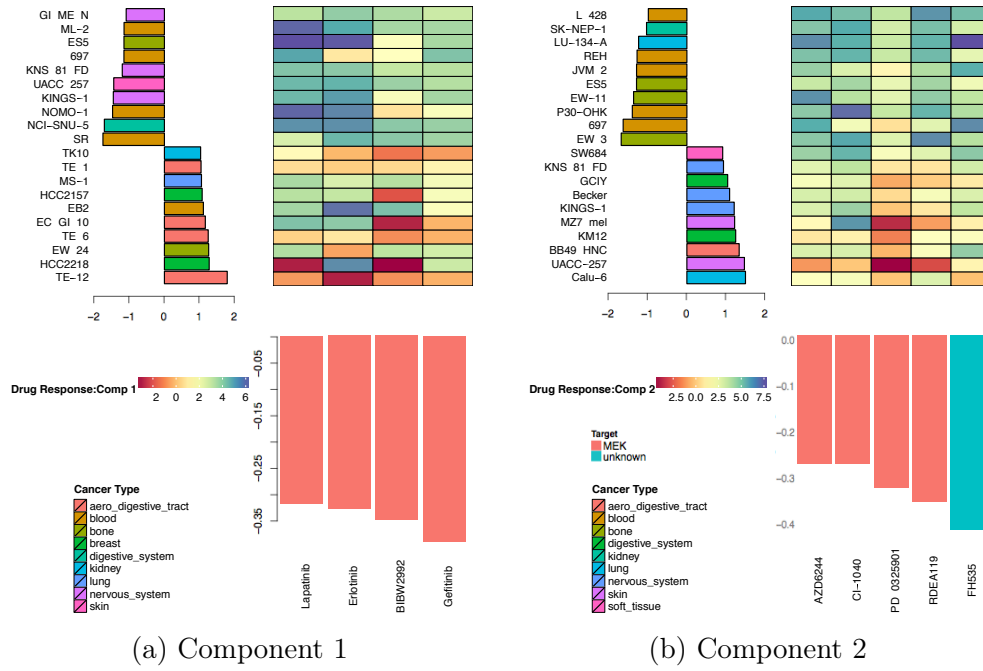 GI ME N
ML-2
ES5
697
KNS 81 FD
UACC 257
KINGS-1
NOMO-1
NCI-SNU-5
SR
TK10
TE 1
MS-1
HCC2157
EB2
EC GI 10
TE 6
EW 24
HCC2218
TE-12
−2 −1 0 1 2
Drug Response:Comp 1
2 0 2 4 6
−0.05
−0.15
−0.25
−0.35
Cancer Type
aero_digestive_tract
blood
bone
breast
digestive_system
kidney
lung
nervous_system
skin
Lapatinib
Erlotinib
BIBW2992
Gefitinib
(a) Component 1
L 428
SK-NEP-1
LU-134-A
REH
JVM 2
ES5
EW-11
P30-OHK
697
EW 3
SW684
KNS 81 FD
GCIY
Becker
KINGS-1
MZ7 mel
KM12
BB49 HNC
UACC-257
Calu-6
−2 −1 0 1 2
Drug Response:Comp 2
2.5 0.0 2.5 5.0 7.5
0.0
−0.1
−0.2
−0.3
−0.4
Target
MEK
unknown
Cancer Type
aero_digestive_tract
blood
bone
digestive_system
kidney
lung
nervous_system
skin
soft_tissue
AZD6244
CI-1040
PD 0325901
RDEA119
FH535
(b) Component 2